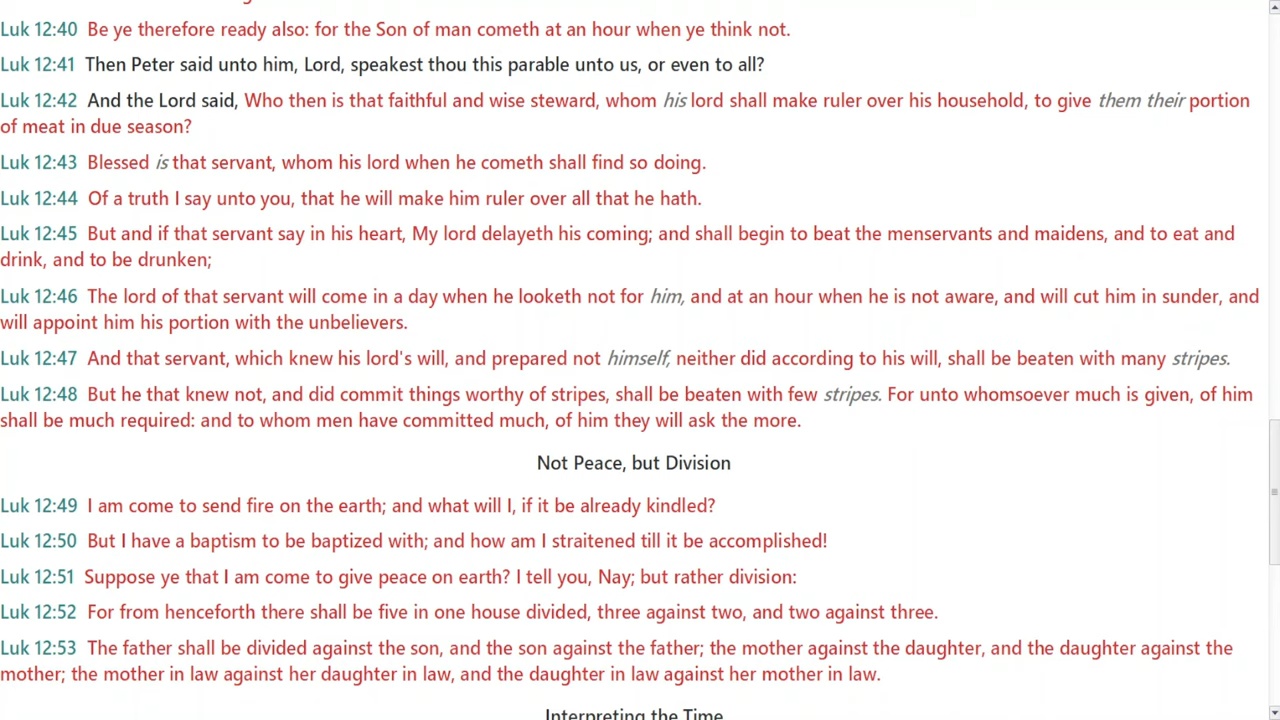 Luk 12:40 Be ye therefore ready also: for the Son of man cometh at an hour when ye think not.
Luk 12:41 Then Peter said unto him, Lord, speakest thou this parable unto us, or even to all?
Luk 12:42 And the Lord said, Who then is that faithful and wise steward, whom his lord shall make ruler over his household, to give them their portion
of meat in due season?
Luk 12:43 Blessed is that servant, whom his lord when he cometh shall find so doing.
Luk 12:44 Of a truth I say unto you, that he will make him ruler over all that he hath.
Luk 12:45 But and if that servant say in his heart, My lord delayeth his coming; and shall begin to beat the menservants and maidens, and to eat and
drink, and to be drunken;
Luk 12:46 The lord of that servant will come in a day when he looketh not for him, and at an hour when he is not aware, and will cut him in sunder, and
will appoint him his portion with the unbelievers.
Luk 12:47 And that servant, which knew his lord's will, and prepared not himself, neither did according to his will, shall be beaten with many stripes.
Luk 12:48 But he that knew not, and did commit things worthy of stripes, shall be beaten with few stripes. For unto whomsoever much is given, of him
shall be much required: and to whom men have committed much, of him they will ask the more.
Not Peace, but Division
Luk 12:49 I am come to send fire on the earth; and what will I, if it be already kindled?
Luk 12:50 But I have a baptism to be baptized with; and how am I straitened till it be accomplished!
Luk 12:51 Suppose ye that I am come to give peace on earth? I tell you, Nay; but rather division:
Luk 12:52 For from henceforth there shall be five in one house divided, three against two, and two against three.
Luk 12:53 The father shall be divided against the son, and the son against the father; the mother against the daughter, and the daughter against the
mother; the mother in law against her daughter in law, and the daughter in law against her mother in law.
Interpreting the Time